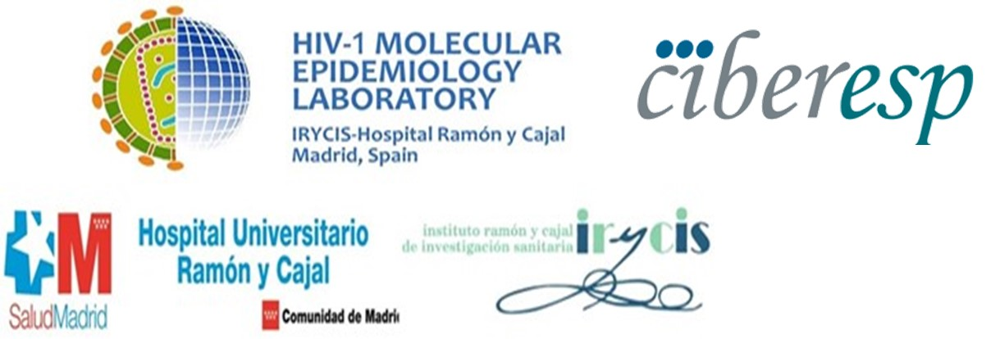 HIV-1 MOLECULAR
EPIDEMIOLOGY
LABORATORY
IRYCIS-Hospital Ramón y Cajal
Madrid, Spain
ciberesp
M
SaludMadrid
Hospital Universitario
Ramón y Cajal
Comunidad de Madri
instituto ramón y cajal
de investigación sanitaria
irycis